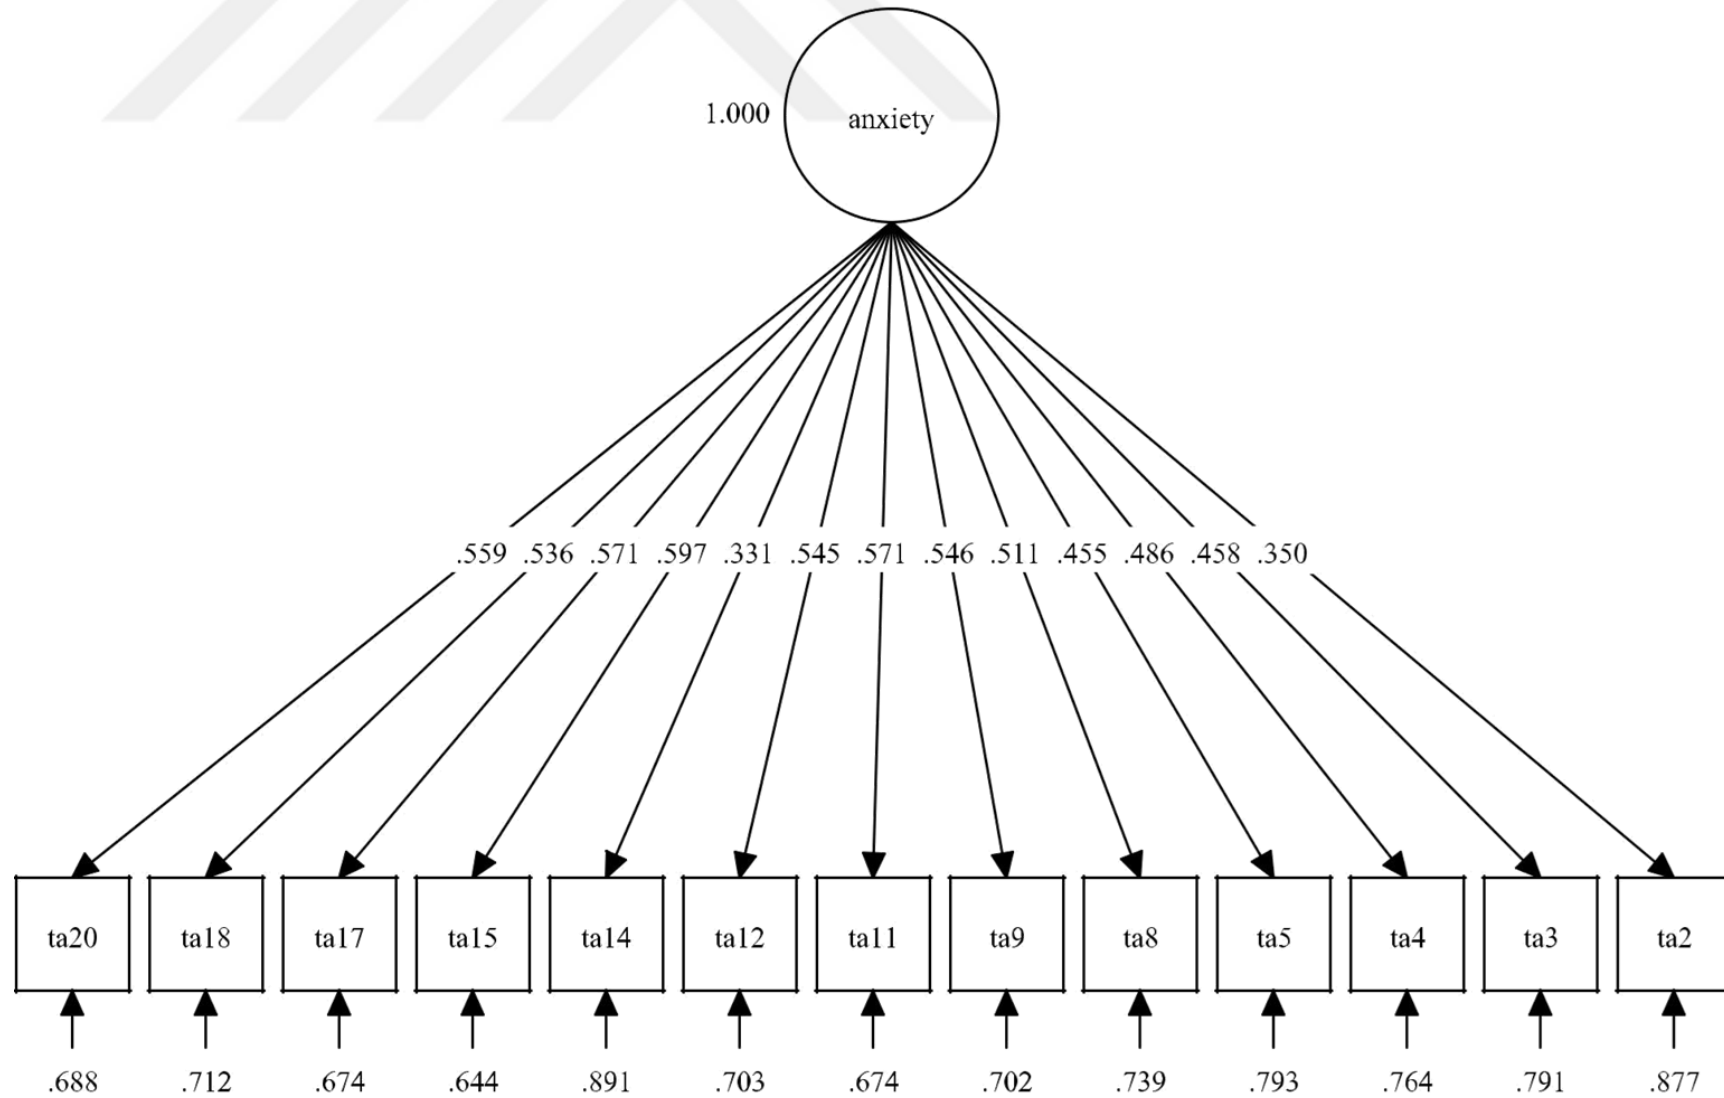 1.000 anxiety
.559 .536 .571 .597 .331 .545 .571 .546 .511 .455 .486 .458 .350
ta20 ta18 ta17 ta15 ta14 ta12 ta11 ta9 ta8 ta5 ta4 ta3 ta2
.688 .712 .674 .644 .891 .703 .674 .702 .739 .793 .764 .791 .877